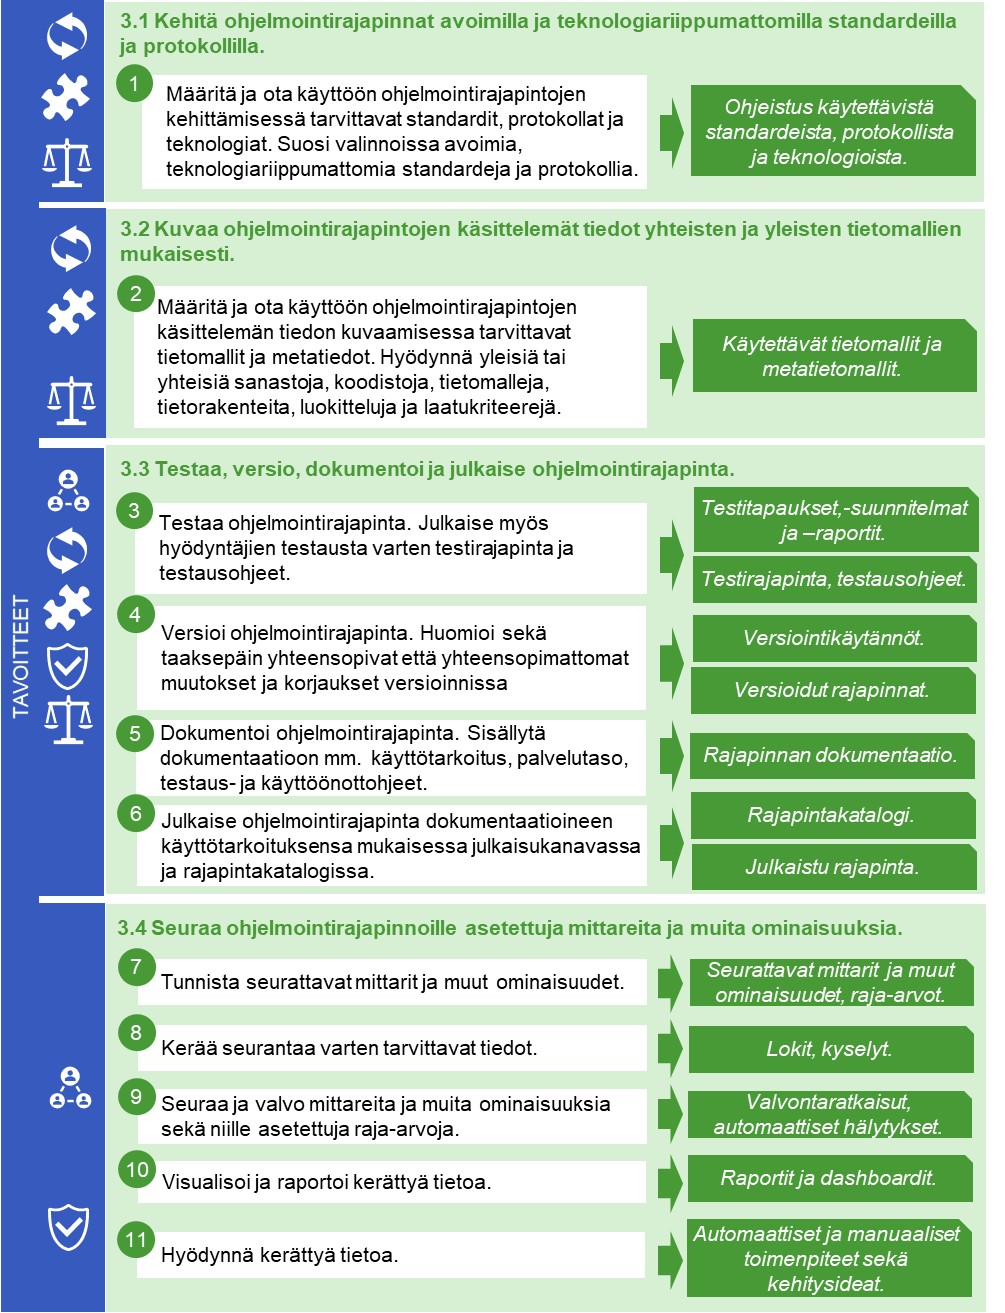 3.1 Kehitä ohjelmointirajapinnat avoimilla ja teknologiariippumattomilla standardeilla
ja protokollilla.
1
Määritä ja ota käyttöön ohjelmointirajapintojen
kehittämisessä tarvittavat standardit, protokollat ja
teknologiat. Suosi valinnoissa avoimia,
teknologiariippumattomia standardeja ja protokollia.
Ohjeistus käytettävistä
standardeista, protokollista
ja teknologioista.
3.2 Kuvaa ohjelmointirajapintojen käsittelemät tiedot yhteisten ja yleisten tietomallien
mukaisesti.
2
Määritä ja ota käyttöön ohjelmointirajapintojen
käsittelemän tiedon kuvaamisessa tarvittavat
tietomallit ja metatiedot. Hyödynnä yleisiä tai
yhteisiä sanastoja, koodistoja, tietomalleja,
tietorakenteita, luokitteluja ja laatukriteerejä.
Käytettävät tietomallit ja
metatietomallit.
TAVOITTEET
3.3 Testaa, versio, dokumentoi ja julkaise ohjelmointirajapinta.
3
Testaa ohjelmointirajapinta. Julkaise myös
hyödyntäjien testausta varten testirajapinta ja
testausohjeet.
Testitapaukset,-suunnitelmat
ja –raportit.
Testirajapinta, testausohjeet.
4
Versioi ohjelmointirajapinta. Huomioi sekä
taaksepäin yhteensopivat että yhteensopimattomat
muutokset ja korjaukset versioinnissa
Versiointikäytännöt.
Versioidut rajapinnat.
5
Dokumentoi ohjelmointirajapinta. Sisällytä
dokumentaatioon mm. käyttötarkoitus, palvelutaso,
testaus- ja käyttöönottohjeet.
Rajapinnan dokumentaatio.
6
Julkaise ohjelmointirajapinta dokumentaatioineen
käyttötarkoituksensa mukaisessa julkaisukanavassa
ja rajapintakatalogissa.
Rajapintakatalogi.
Julkaistu rajapinta.
3.4 Seuraa ohjelmointirajapinnoille asetettuja mittareita ja muita ominaisuuksia.
7
Tunnista seurattavat mittarit ja muut ominaisuudet.
Seurattavat mittarit ja muut
ominaisuudet, raja-arvot.
8
Kerää seurantaa varten tarvittavat tiedot.
Lokit, kyselyt.
9
Seuraa ja valvo mittareita ja muita ominaisuuksia
sekä niille asetettuja raja-arvoja.
Valvontaratkaisut,
automaattiset hälytykset.
10
Visualisoi ja raportoi kerättyä tietoa.
Raportit ja dashboardit.
11
Hyödynnä kerättyä tietoa.
Automaattiset ja manuaaliset
toimenpiteet sekä
kehitysideat.